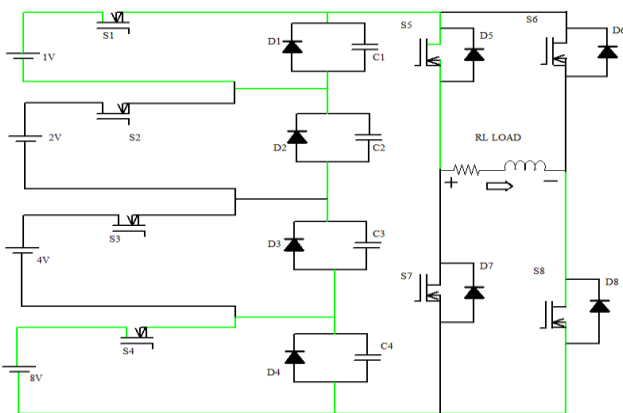 S1
1V
D1
C1
S5
D5
S6
D6
2V
S2
D2
C2
RL LOAD
+
−
S3
4V
D3
C3
S7
D7
S8
D8
S4
8V
D4
C4